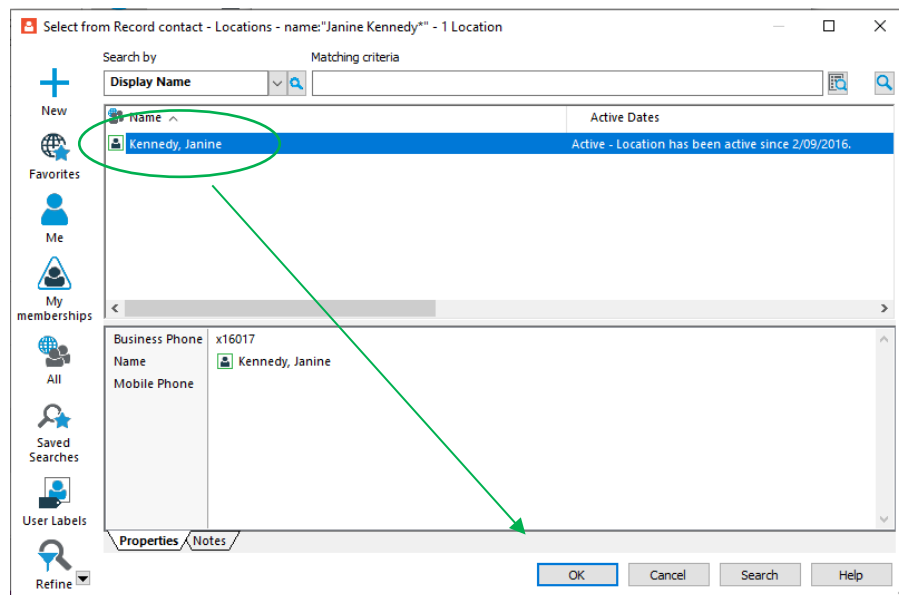 Select from Record contact - Locations - name:"Janine Kennedy*" - 1 Location
Search by
Matching criteria
Display Name
New
Favorites
Me
My memberships
All
Saved Searches
User Labels
Refine
Name
Active Dates
Kennedy, Janine
Active - Location has been active since 2/09/2016.
Business Phone
x16017
Name
Kennedy, Janine
Mobile Phone
Properties
Notes
OK
Cancel
Search
Help